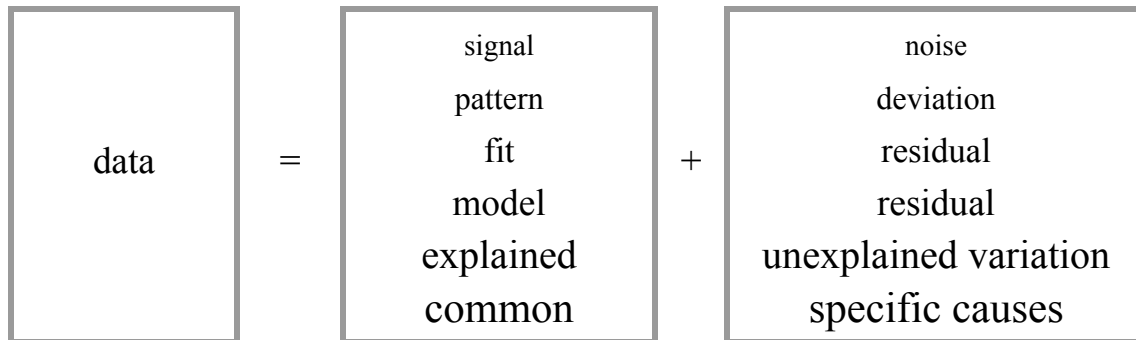 signal noise
pattern deviation
data = fit + residual
model residual
explained unexplained variation
common specific causes